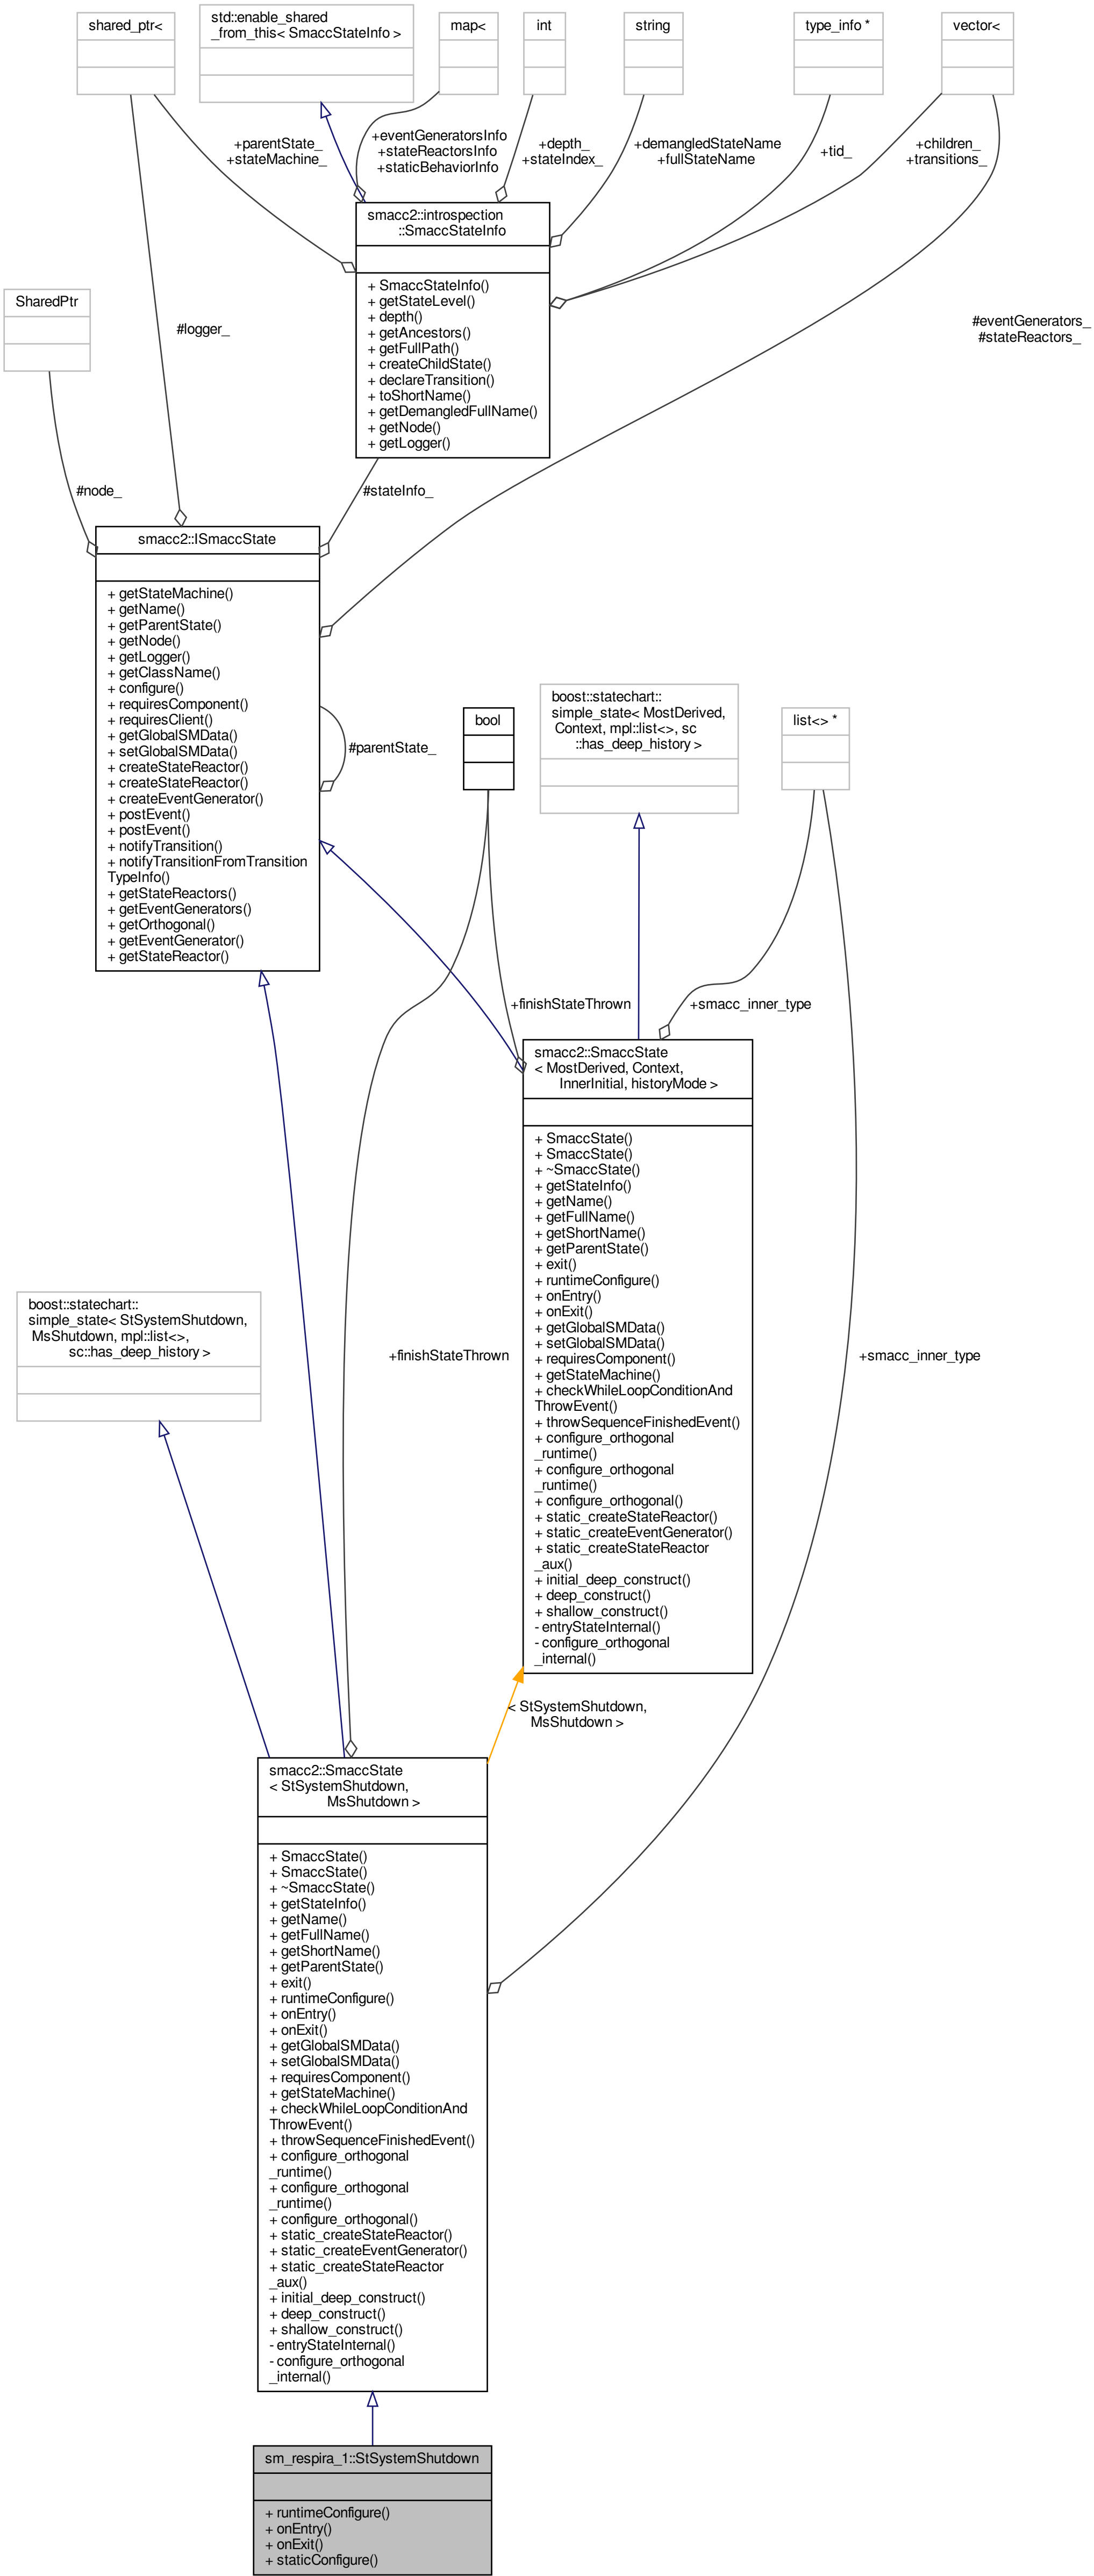 shared_ptr<
std::enable_shared
_from_this< SmaccStateInfo >
map<
int
string
type_info *
vector<
+parentState_
+stateMachine_
+eventGeneratorsInfo
+stateReactorsInfo
+staticBehaviorInfo
+depth_
+stateIndex_
+demangledStateName
+fullStateName
+tid_
+children_
+transitions_
smacc2::introspection
::SmaccStateInfo
+ SmaccStateInfo()
+ getStateLevel()
+ depth()
+ getAncestors()
+ getFullPath()
+ createChildState()
+ declareTransition()
+ toShortName()
+ getDemangledFullName()
+ getNode()
+ getLogger()
SharedPtr
#logger_
#eventGenerators_
#stateReactors_
#node_
#stateInfo_
smacc2::ISmaccState
+ getStateMachine()
+ getName()
+ getParentState()
+ getNode()
+ getLogger()
+ getClassName()
+ configure()
+ requiresComponent()
+ requiresClient()
+ getGlobalSMData()
+ setGlobalSMData()
+ createStateReactor()
+ createStateReactor()
+ createEventGenerator()
+ postEvent()
+ postEvent()
+ notifyTransition()
+ notifyTransitionFromTransition
TypeInfo()
+ getStateReactors()
+ getEventGenerators()
+ getOrthogonal()
+ getEventGenerator()
+ getStateReactor()
#parentState_
bool
boost::statechart::
simple_state< MostDerived,
Context, mpl::list<>, sc
::has_deep_history >
list<> *
+finishStateThrown
+smacc_inner_type
smacc2::SmaccState
< MostDerived, Context,
InnerInitial, historyMode >
+ SmaccState()
+ SmaccState()
+ ~SmaccState()
+ getStateInfo()
+ getName()
+ getFullName()
+ getShortName()
+ getParentState()
+ exit()
+ runtimeConfigure()
+ onEntry()
+ onExit()
+ getGlobalSMData()
+ setGlobalSMData()
+ requiresComponent()
+ getStateMachine()
+ checkWhileLoopConditionAnd
ThrowEvent()
+ throwSequenceFinishedEvent()
+ configure_orthogonal
_runtime()
+ configure_orthogonal
_runtime()
+ configure_orthogonal()
+ static_createStateReactor()
+ static_createEventGenerator()
+ static_createStateReactor
_aux()
+ initial_deep_construct()
+ deep_construct()
+ shallow_construct()
- entryStateInternal()
- configure_orthogonal
_internal()
boost::statechart::
simple_state< StSystemShutdown,
MsShutdown, mpl::list<>,
sc::has_deep_history >
+finishStateThrown
+smacc_inner_type
< StSystemShutdown,
MsShutdown >
smacc2::SmaccState
< StSystemShutdown,
MsShutdown >
+ SmaccState()
+ SmaccState()
+ ~SmaccState()
+ getStateInfo()
+ getName()
+ getFullName()
+ getShortName()
+ getParentState()
+ exit()
+ runtimeConfigure()
+ onEntry()
+ onExit()
+ getGlobalSMData()
+ setGlobalSMData()
+ requiresComponent()
+ getStateMachine()
+ checkWhileLoopConditionAnd
ThrowEvent()
+ throwSequenceFinishedEvent()
+ configure_orthogonal
_runtime()
+ configure_orthogonal
_runtime()
+ configure_orthogonal()
+ static_createStateReactor()
+ static_createEventGenerator()
+ static_createStateReactor
_aux()
+ initial_deep_construct()
+ deep_construct()
+ shallow_construct()
- entryStateInternal()
- configure_orthogonal
_internal()
sm_respira_1::StSystemShutdown
+ runtimeConfigure()
+ onEntry()
+ onExit()
+ staticConfigure()